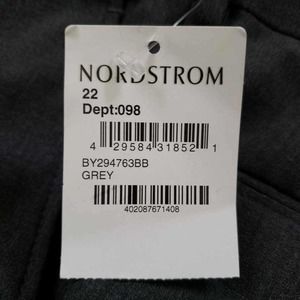 NORDSTROM
22
Dept:098
4 29584 31852 1
BY294763BB
GREY
402087671408